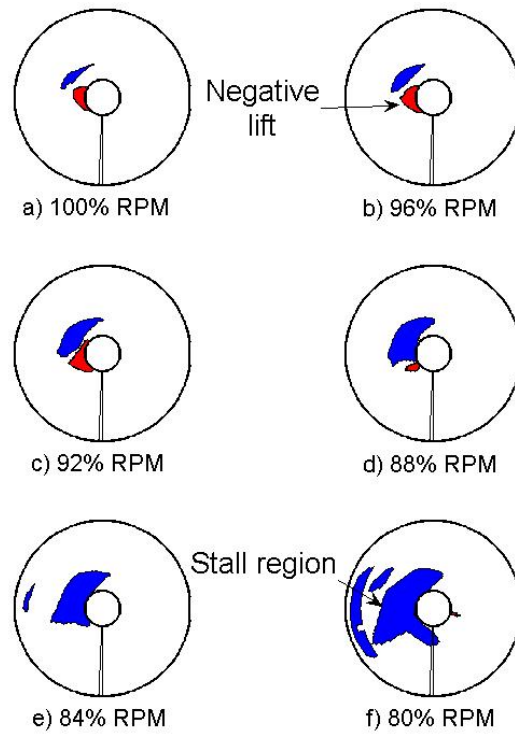 Negative
lift
a) 100% RPM
b) 96% RPM
c) 92% RPM
d) 88% RPM
Stall region
e) 84% RPM
f) 80% RPM